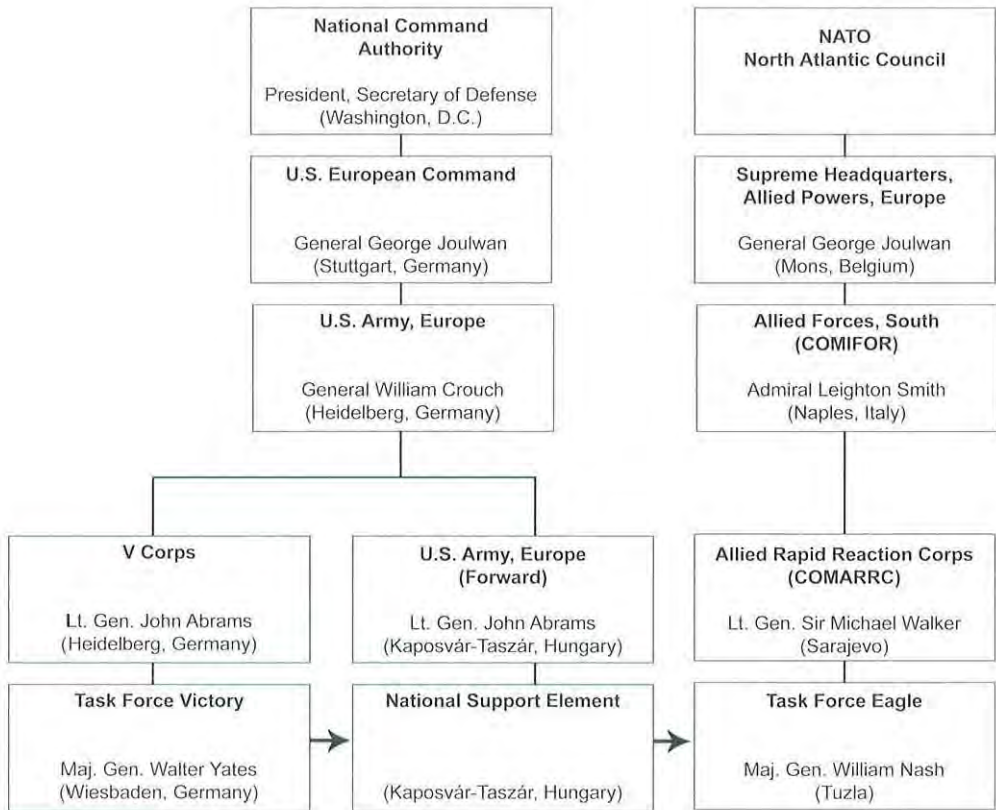 National Command
Authority
President, Secretary of Defense
(Washington, D.C.)
NATO
North Atlantic Council
U.S. European Command
General George Joulwan
(Stuttgart, Germany)
Supreme Headquarters,
Allied Powers, Europe
General George Joulwan
(Mons, Belgium)
U.S. Army, Europe
General William Crouch
(Heidelberg, Germany)
Allied Forces, South
(COMIFOR)
Admiral Leighton Smith
(Naples, Italy)
V Corps
Lt. Gen. John Abrams
(Heidelberg, Germany)
U.S. Army, Europe
(Forward)
Lt. Gen. John Abrams
(Kaposvár-Taszár, Hungary)
Allied Rapid Reaction Corps
(COMARRC)
Lt. Gen. Sir Michael Walker
(Sarajevo)
Task Force Victory
Maj. Gen. Walter Yates
(Wiesbaden, Germany)
National Support Element
(Kaposvár-Taszár, Hungary)
Task Force Eagle
Maj. Gen. William Nash
(Tuzla)